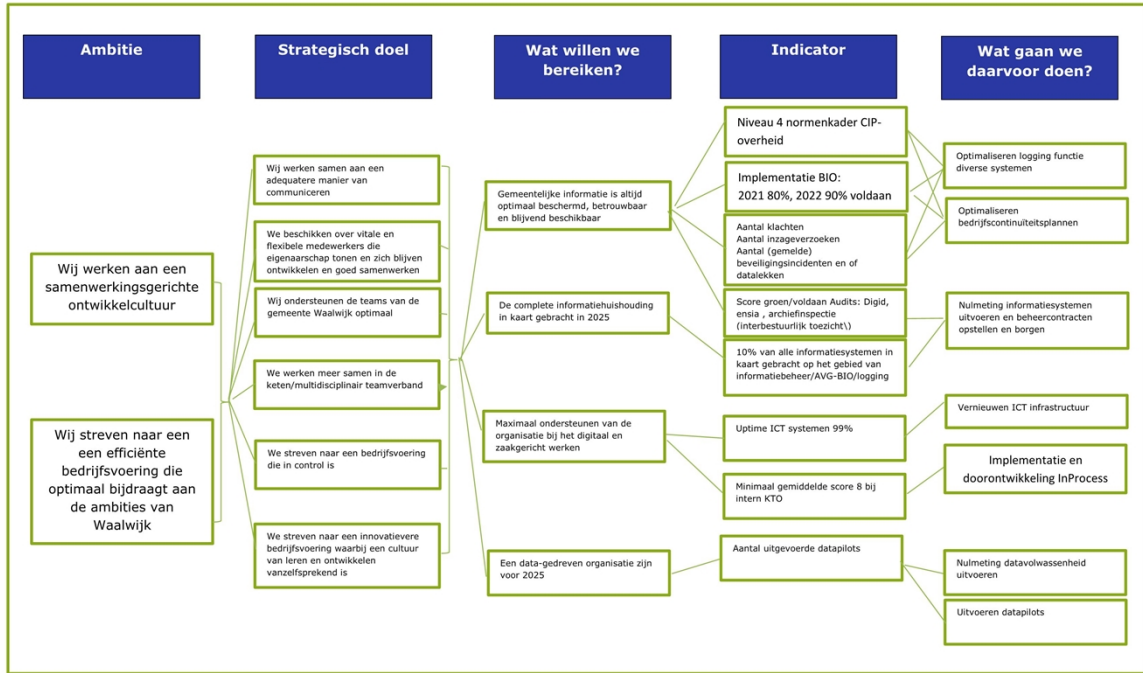 Ambitie
Strategisch doel
Wat willen we
bereiken?
Indicator
Wat gaan we
daarvoor doen?
Wij werken aan een
samenwerkingsgerichte
ontwikkelcultuur
Wij streven naar een
een efficiënte
bedrijfsvoering die
optimaal bijdraagt aan
de ambities van
Waalwijk
Wij werken samen aan een
adequatere manier van
communiceren
We beschikken over vitale en
flexibele medewerkers die
eigenaarschap tonen en zich blijven
ontwikkelen en goed samenwerken
Wij ondersteunen de teams van de
gemeente Waalwijk optimaal
We werken meer samen in de
keten/multidisciplinair teamverband
We streven naar een bedrijfsvoering
die in control is
We streven naar een innovatievere
bedrijfsvoering waarbij een cultuur
van leren en ontwikkelen
vanzelfsprekend is
Gemeentelijke informatie is altijd
optimaal beschermd, betrouwbaar
en blijvend beschikbaar
De complete informatiehuishouding
in kaart gebracht in 2025
Maximaal ondersteunen van de
organisatie bij het digitaal en
zaakgericht werken
Een data-gedreven organisatie zijn
voor 2025
Niveau 4 normenkader CIP-
overheid
Implementatie BIO:
2021 80%, 2022 90% voldaan
Aantal klachten
Aantal inzageverzoeken
Aantal (gemelde)
beveiligingsincidenten en of
datalekken
Score groen/voldaan Audits: Digid,
ensia , archiefinspectie
(interbestuurlijk toezicht\)
10% van alle informatiesystemen in
kaart gebracht op het gebied van
informatiebeheer/AVG-BIO/logging
Uptime ICT systemen 99%
Minimaal gemiddelde score 8 bij
intern KTO
Aantal uitgevoerde datapilots
Optimaliseren logging functie
diverse systemen
Optimaliseren
bedrijfscontinuïteitsplannen
Nulmeting informatiesystemen
uitvoeren en beheercontracten
opstellen en borgen
Vernieuwen ICT infrastructuur
Implementatie en
doorontwikkeling InProcess
Nulmeting datavolwassenheid
uitvoeren
Uitvoeren datapilots